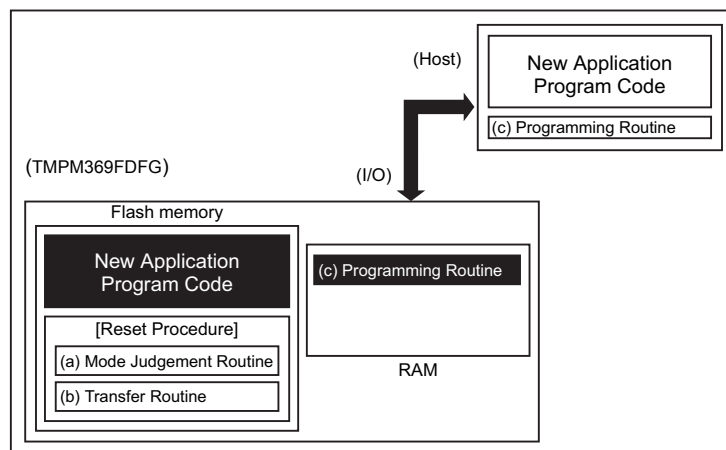 (Host)
New Application
Program Code
(c) Programming Routine
(TMPM369FDFG)
(I/O)
Flash memory
New Application
Program Code
(c) Programming Routine
[Reset Procedure]
(a) Mode Judgement Routine
(b) Transfer Routine
RAM